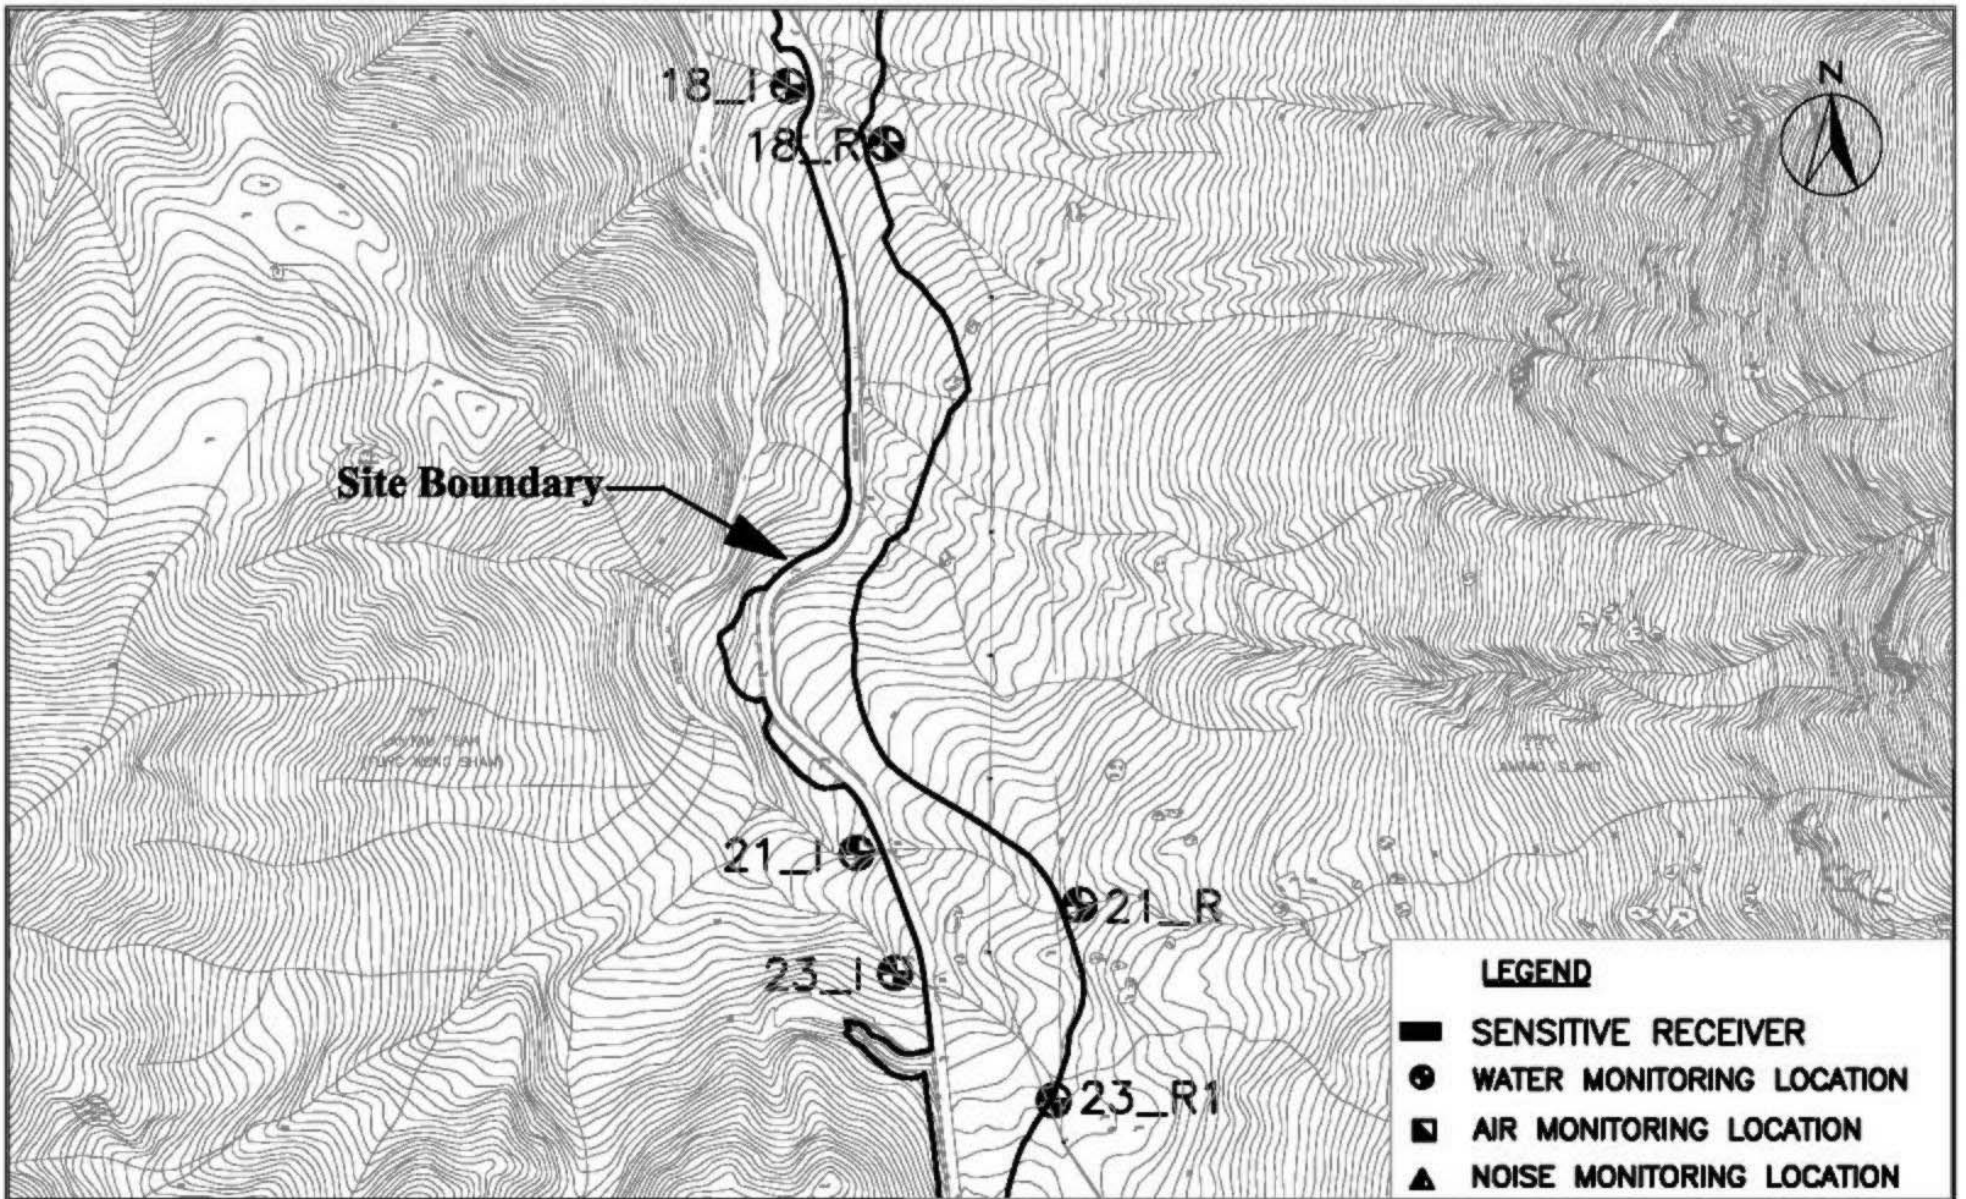 N
18_I
18_R
Site Boundary
21_I
21_R
23_I
23_R1
LEGEND
SENSITIVE RECEIVER
WATER MONITORING LOCATION
AIR MONITORING LOCATION
NOISE MONITORING LOCATION